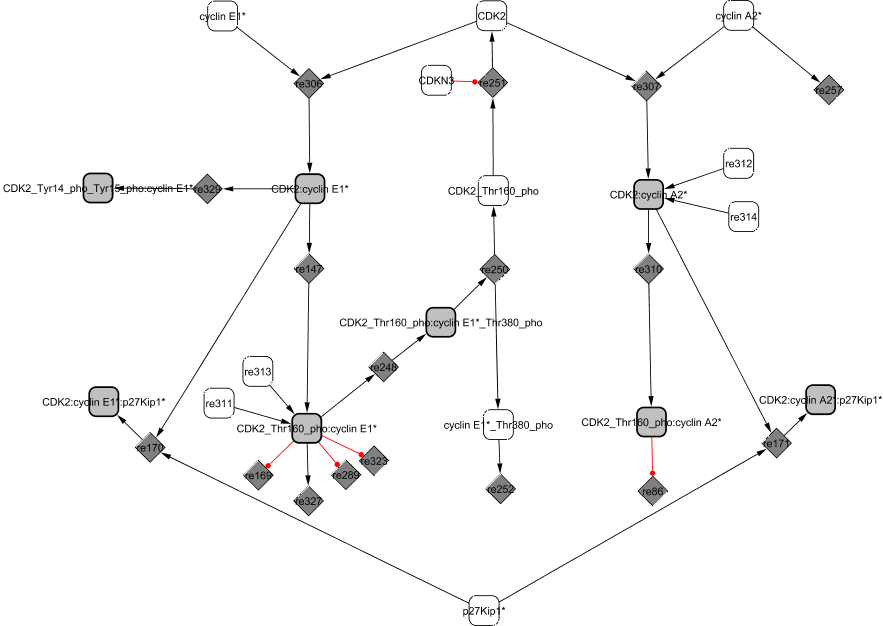 cyclin E1*
CDK2
cyclin A2*
re306
CDKN3
re251
re307
re257
re312
CDK2_Tyr14_pho_Tyr15_pho:cyclin E1*
re329
CDK2:cyclin E1*
CDK2_Thr160_pho
CDK2:cyclin A2*
re314
re147
re250
re310
CDK2_Thr160_pho:cyclin E1*_Thr380_pho
re248
re313
re311
CDK2:cyclin E1*:p27Kip1*
CDK2:cyclin A2*:p27Kip1*
CDK2_Thr160_pho:cyclin E1*
cyclin E1*_Thr380_pho
CDK2_Thr160_pho:cyclin A2*
re170
re171
re169
re289
re323
re327
re252
re86
p27Kip1*